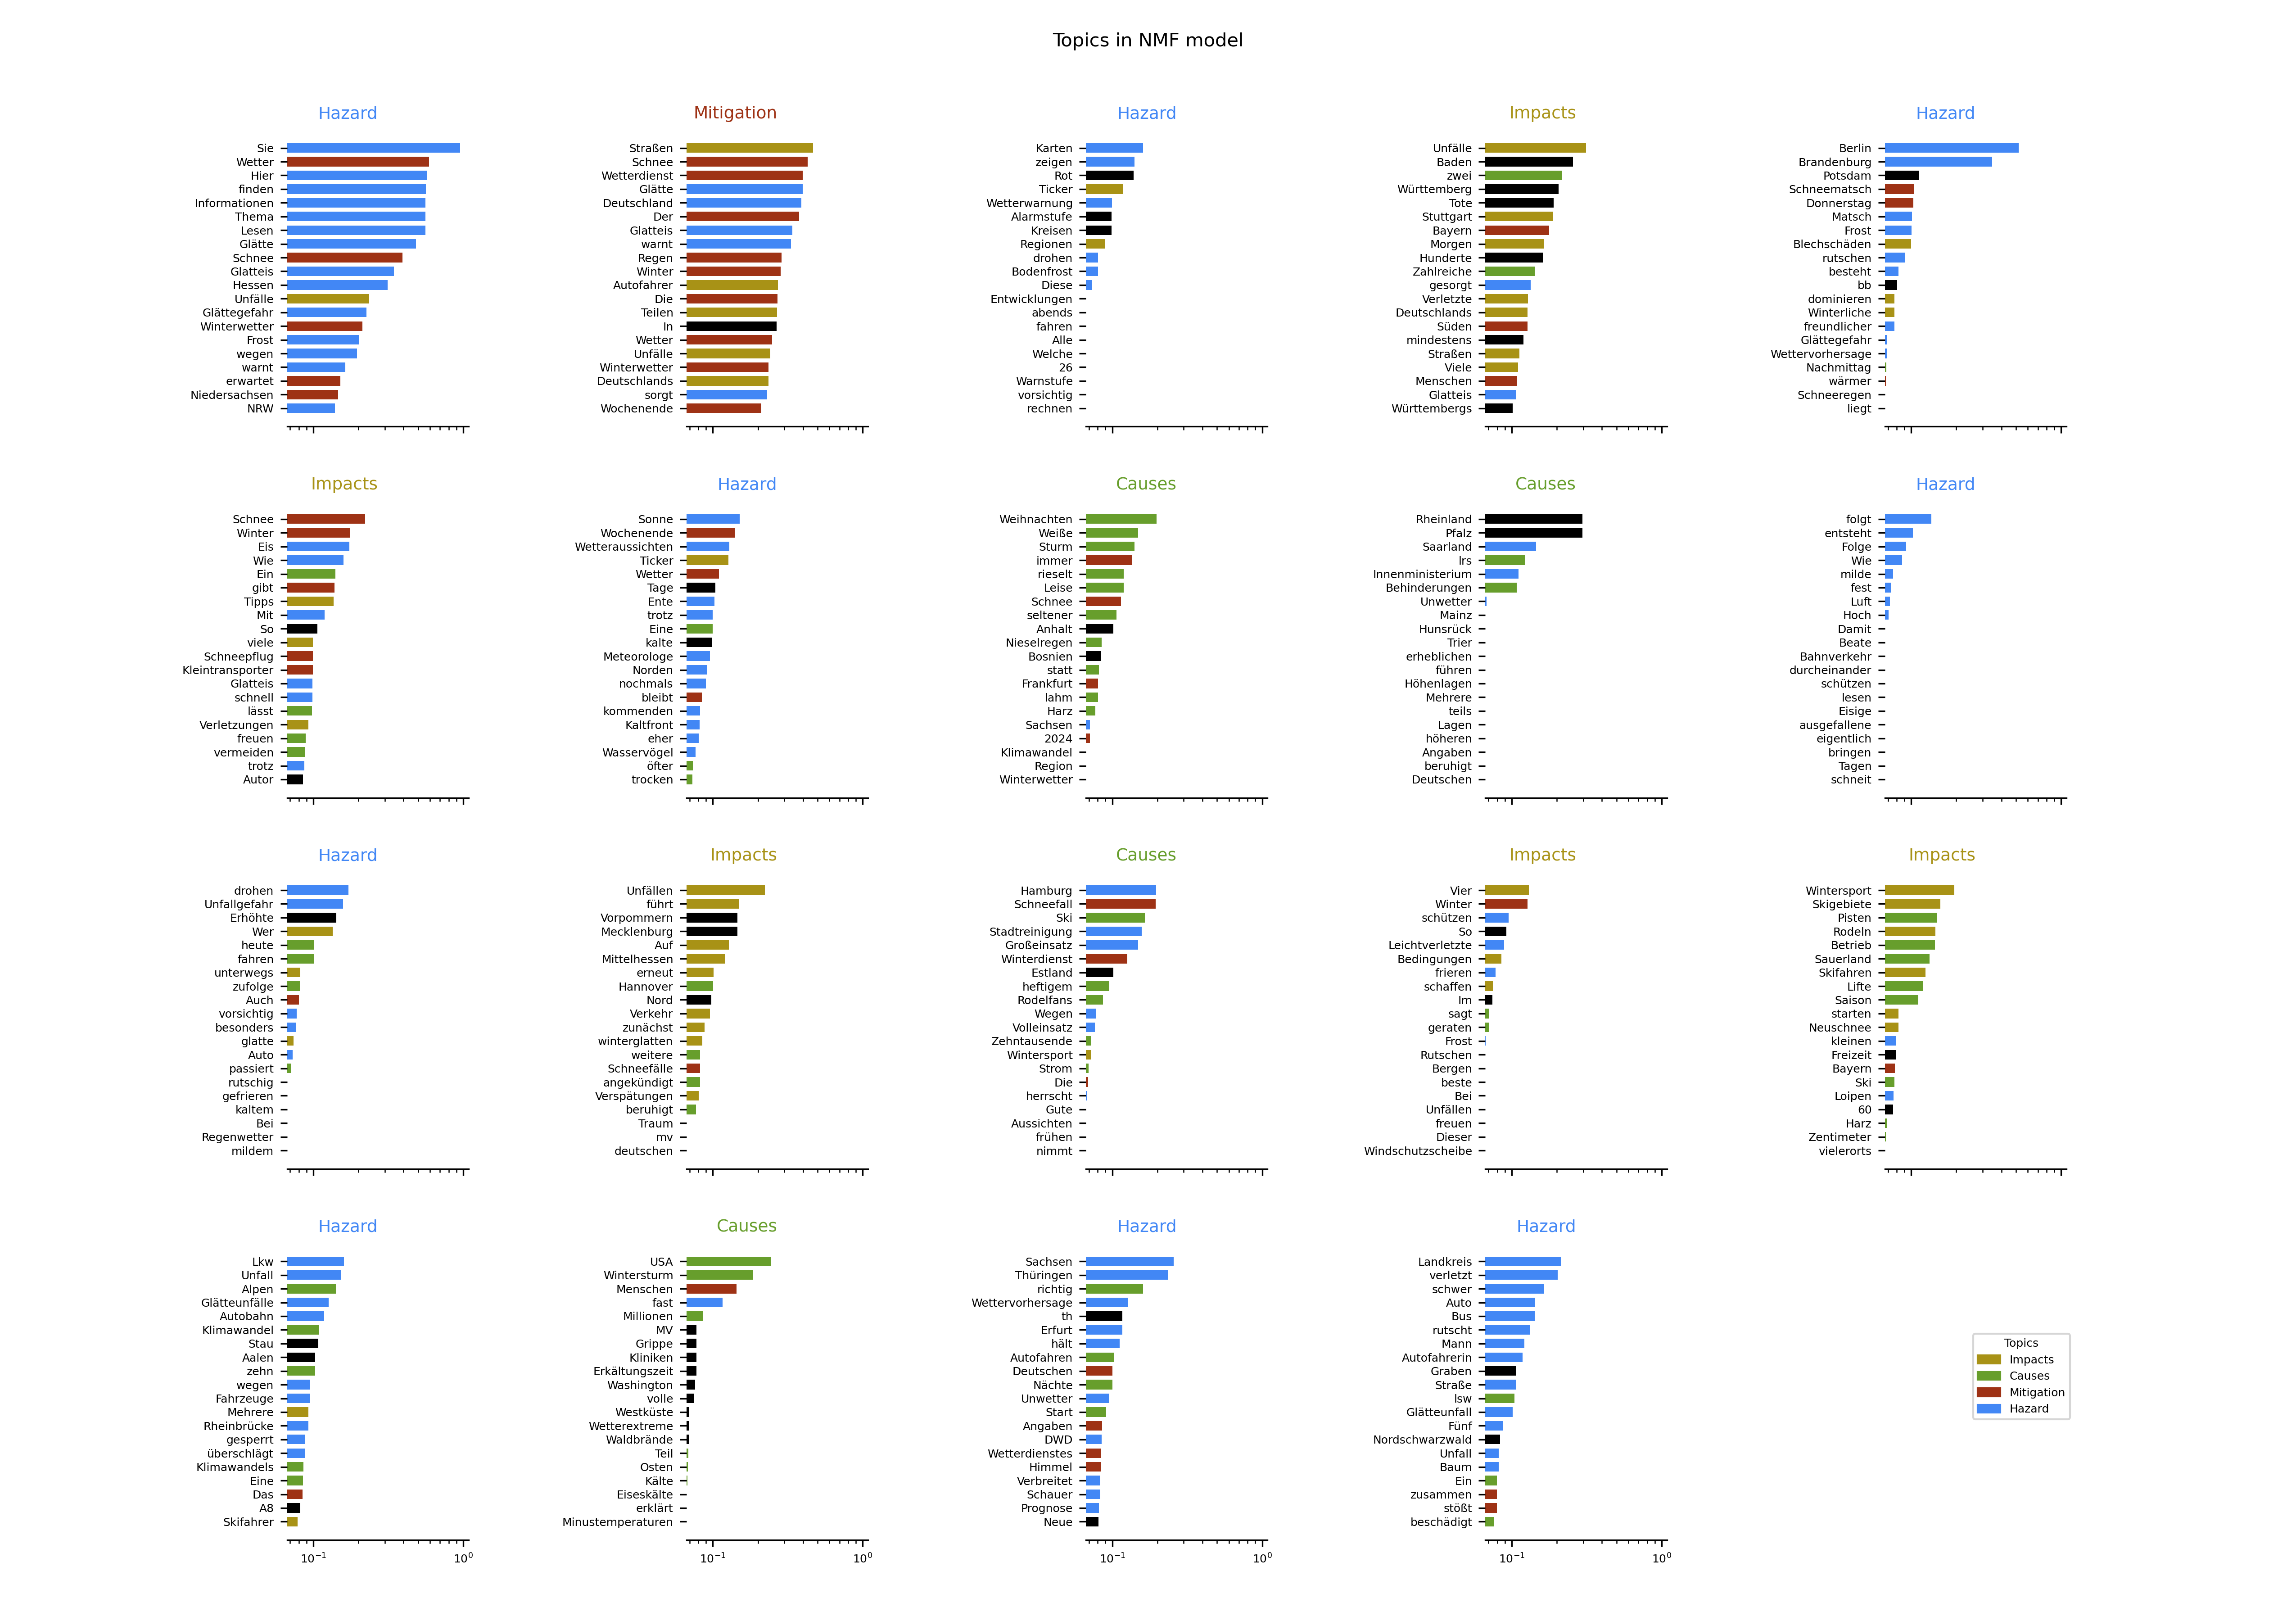 Topics in NMF model
Hazard
Sie
Wetter
Hier
finden
Informationen
Thema
Lesen
Glätte
Schnee
Glatteis
Hessen
Unfälle
Glättegefahr
Winterwetter
Frost
wegen
warnt
erwartet
Niedersachsen
NRW
Mitigation
Straßen
Schnee
Wetterdienst
Glätte
Deutschland
Der
Glatteis
warnt
Regen
Winter
Autofahrer
Die
Teilen
In
Wetter
Unfälle
Winterwetter
Deutschlands
sorgt
Wochenende
Hazard
Karten
zeigen
Rot
Ticker
Wetterwarnung
Alarmstufe
Kreisen
Regionen
drohen
Bodenfrost
Diese
Entwicklungen
abends
fahren
Alle
Welche
26
Warnstufe
vorsichtig
rechnen
Impacts
Unfälle
Baden
zwei
Württemberg
Tote
Stuttgart
Bayern
Morgen
Hunderte
Zahlreiche
gesorgt
Verletzte
Deutschlands
Süden
mindestens
Straßen
Viele
Menschen
Glatteis
Württembergs
Hazard
Berlin
Brandenburg
Potsdam
Schneematsch
Donnerstag
Matsch
Frost
Blechschäden
rutschen
besteht
bb
dominieren
Winterliche
freundlicher
Glättegefahr
Wettervorhersage
Nachmittag
wärmer
Schneeregen
liegt
Impacts
Schnee
Winter
Eis
Wie
Ein
gibt
Tipps
Mit
So
viele
Schneepflug
Kleintransporter
Glatteis
schnell
lässt
Verletzungen
freuen
vermeiden
trotz
Autor
Hazard
Sonne
Wochenende
Wetteraussichten
Ticker
Wetter
Tage
Ente
trotz
Eine
kalte
Meteorologe
Norden
nochmals
bleibt
kommenden
Kaltfront
eher
Wasservögel
öfter
trocken
Causes
Weihnachten
Weiße
Sturm
immer
rieselt
Leise
Schnee
seltener
Anhalt
Nieselregen
Bosnien
statt
Frankfurt
lahm
Harz
Sachsen
2024
Klimawandel
Region
Winterwetter
Causes
Rheinland
Pfalz
Saarland
lrs
Innenministerium
Behinderungen
Unwetter
Mainz
Hunsrück
Trier
erheblichen
führen
Höhenlagen
Mehrere
teils
Lagen
höheren
Angaben
beruhigt
Deutschen
Hazard
folgt
entsteht
Folge
Wie
milde
fest
Luft
Hoch
Damit
Beate
Bahnverkehr
durcheinander
schützen
lesen
Eisige
ausgefallene
eigentlich
bringen
Tagen
schneit
Hazard
drohen
Unfallgefahr
Erhöhte
Wer
heute
fahren
unterwegs
zufolge
Auch
vorsichtig
besonders
glatte
Auto
passiert
rutschig
gefrieren
kaltem
Bei
Regenwetter
mildem
Impacts
Unfällen
führt
Vorpommern
Mecklenburg
Auf
Mittelhessen
erneut
Hannover
Nord
Verkehr
zunächst
winterglatten
weitere
Schneefälle
angekündigt
Verspätungen
beruhigt
Traum
mv
deutschen
Causes
Hamburg
Schneefall
Ski
Stadtreinigung
Großeinsatz
Winterdienst
Estland
heftigem
Rodelfans
Wegen
Volleinsatz
Zehntausende
Wintersport
Strom
Die
herrscht
Gute
Aussichten
frühen
nimmt
Impacts
Vier
Winter
schützen
So
Leichtverletzte
Bedingungen
frieren
schaffen
Im
sagt
geraten
Frost
Rutschen
Bergen
beste
Bei
Unfällen
freuen
Dieser
Windschutzscheibe
Impacts
Wintersport
Skigebiete
Pisten
Rodeln
Betrieb
Sauerland
Skifahren
Lifte
Saison
starten
Neuschnee
kleinen
Freizeit
Bayern
Ski
Loipen
60
Harz
Zentimeter
vielerorts
Hazard
Lkw
Unfall
Alpen
Glätteunfälle
Autobahn
Klimawandel
Stau
Aalen
zehn
wegen
Fahrzeuge
Mehrere
Rheinbrücke
gesperrt
überschlägt
Klimawandels
Eine
Das
A8
Skifahrer
10⁻¹ 10⁰
Causes
USA
Wintersturm
Menschen
fast
Millionen
MV
Grippe
Kliniken
Erkältungszeit
Washington
volle
Westküste
Wetterextreme
Waldbrände
Teil
Osten
Kälte
Eiseskälte
erklärt
Minustemperaturen
10⁻¹ 10⁰
Hazard
Sachsen
Thüringen
richtig
Wettervorhersage
th
Erfurt
hält
Autofahren
Deutschen
Nächte
Unwetter
Start
Angaben
DWD
Wetterdienstes
Himmel
Verbreitet
Schauer
Prognose
Neue
10⁻¹ 10⁰
Hazard
Landkreis
verletzt
schwer
Auto
Bus
rutscht
Mann
Autofahrerin
Graben
Straße
lsw
Glätteunfall
Fünf
Nordschwarzwald
Unfall
Baum
Ein
zusammen
stößt
beschädigt
10⁻¹ 10⁰
Topics
Impacts
Causes
Mitigation
Hazard